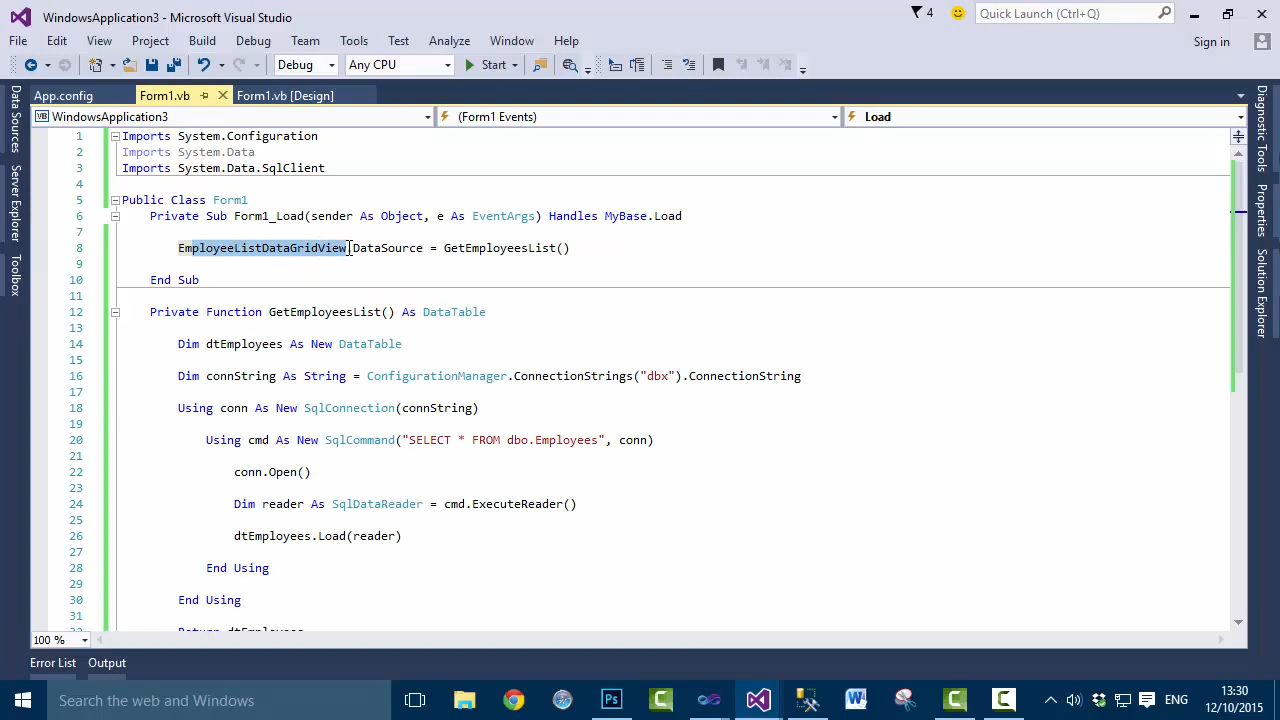 WindowsApplication3 - Microsoft Visual Studio
4
Quick Launch (Ctrl+Q)
File Edit View Project Build Debug Team Tools Test Analyze Window Help
Sign in
Debug Any CPU Start
App.config Form1.vb Form1.vb [Design]
WindowsApplication3 (Form1 Events) Load
Data Sources
Server Explorer
Toolbox
1 Imports System.Configuration
2 Imports System.Data
3 Imports System.Data.SqlClient
4
5 Public Class Form1
6 Private Sub Form1_Load(sender As Object, e As EventArgs) Handles MyBase.Load
7
8 EmployeeListDataGridView.DataSource = GetEmployeesList()
9
10 End Sub
11
12 Private Function GetEmployeesList() As DataTable
13
14 Dim dtEmployees As New DataTable
15
16 Dim connString As String = ConfigurationManager.ConnectionStrings("dbx").ConnectionString
17
18 Using conn As New SqlConnection(connString)
19
20 Using cmd As New SqlCommand("SELECT * FROM dbo.Employees", conn)
21
22 conn.Open()
23
24 Dim reader As SqlDataReader = cmd.ExecuteReader()
25
26 dtEmployees.Load(reader)
27
28 End Using
29
30 End Using
31
32 Return dtEmployees
Diagnostic Tools
Properties
Solution Explorer
100 %
Error List Output
Search the web and Windows
ENG
13:30
12/10/2015